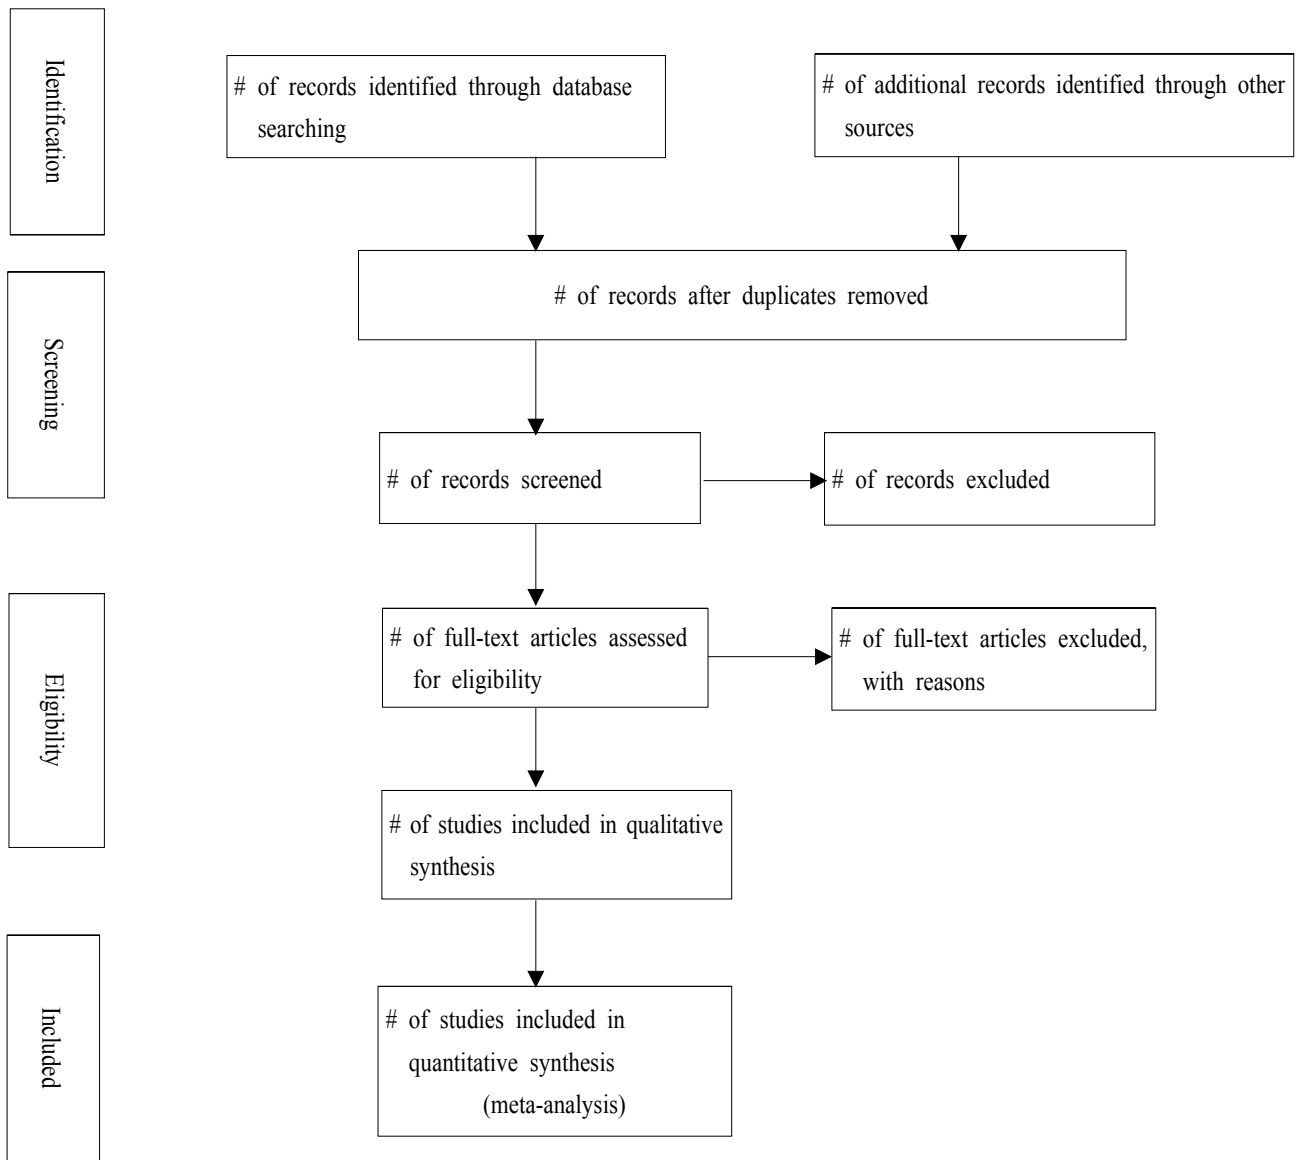 Identification
# of records identified through database
searching
# of additional records identified through other
sources
# of records after duplicates removed
Screening
# of records screened
# of records excluded
Eligibility
# of full-text articles assessed
for eligibility
# of full-text articles excluded,
with reasons
# of studies included in qualitative
synthesis
Included
# of studies included in
quantitative synthesis
(meta-analysis)